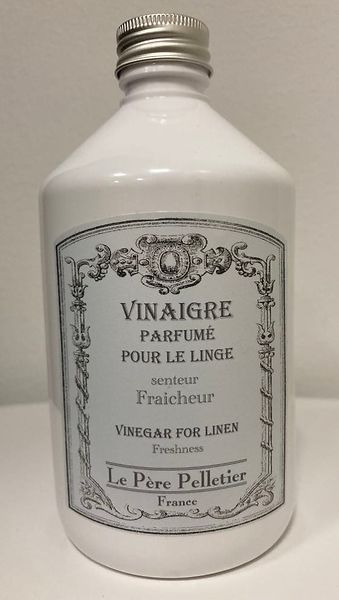 VINAIGRE
PARFUMÉ
POUR LE LINGE
senteur
Fraicheur
VINEGAR FOR LINEN
Freshness
Le Père Pelletier
France